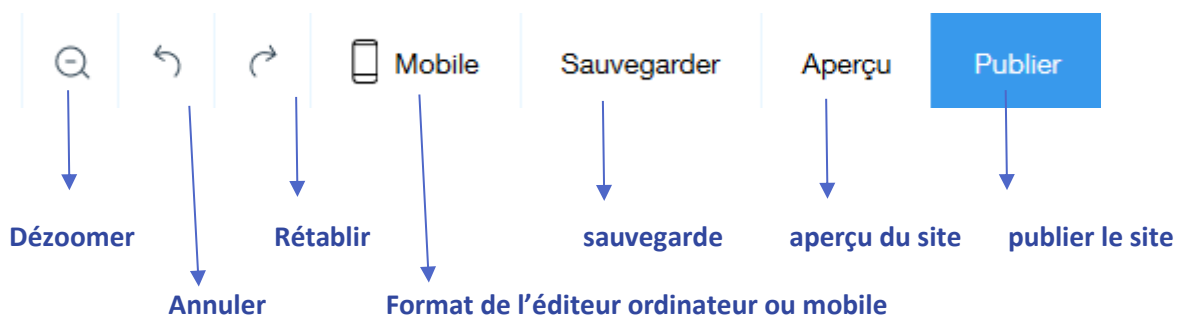 Mobile Sauvegarder Aperçu Publier
Dézoomer Rétablir sauvegarde aperçu du site publier le site
Annuler Format de l’éditeur ordinateur ou mobile